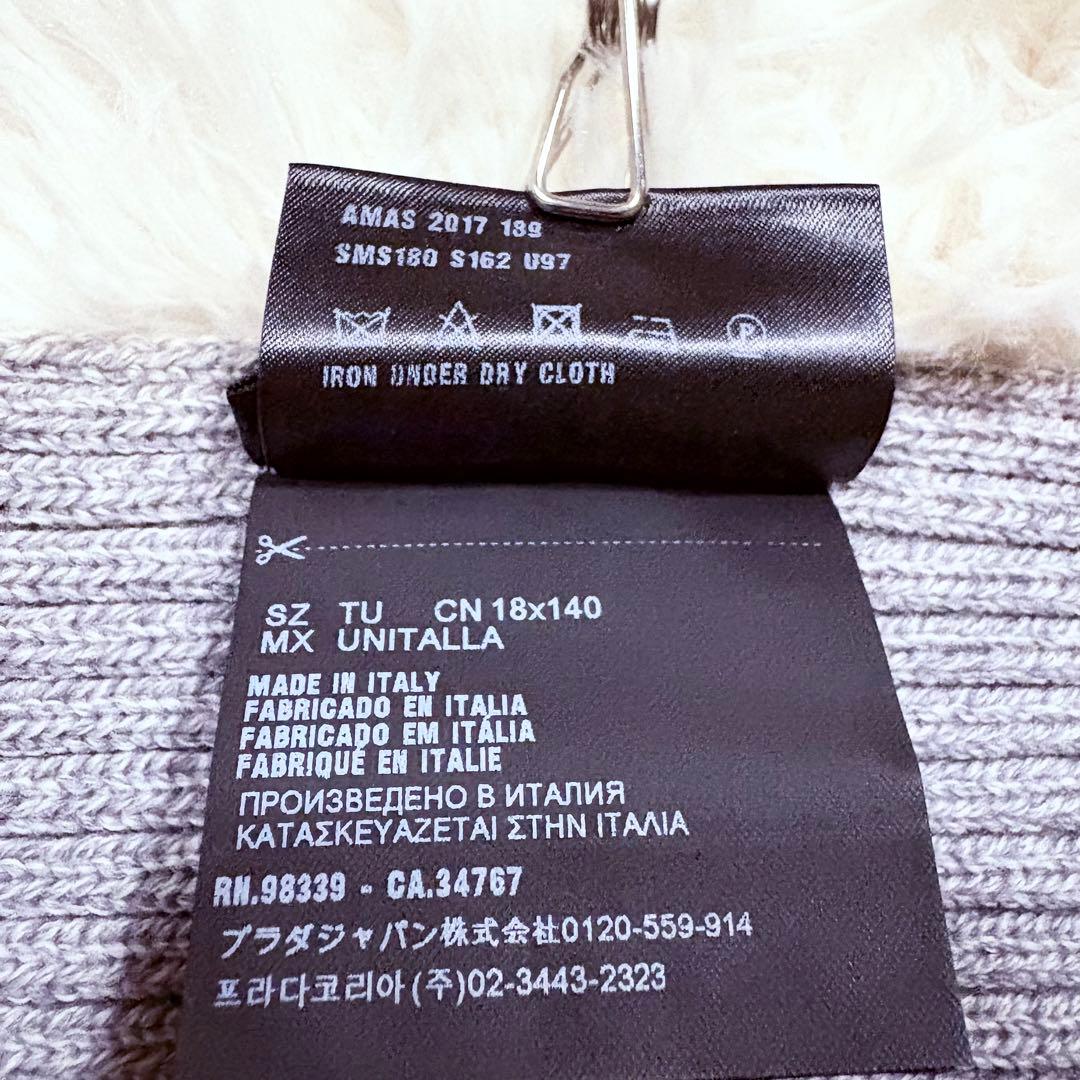 AMAS 2017 189
SMS180 S162 U97
P
IRON UNDER DRY CLOTH
SZ TU CN 18x140
MX UNITALLA
MADE IN ITALY
FABRICADO EN ITALIA
FABRICADO EM ITÁLIA
FABRIQUÉ EN ITALIE
ПРОИЗВЕДЕНО В ИТАЛИЯ
ΚΑΤΑΣΚΕΥΑΖΕΤΑΙ ΣΤΗΝ ΙΤΑΛΙΑ
RN.98339 - CA.34767
プラダジャパン株式会社0120-559-914
프라다코리아(주)02-3443-2323